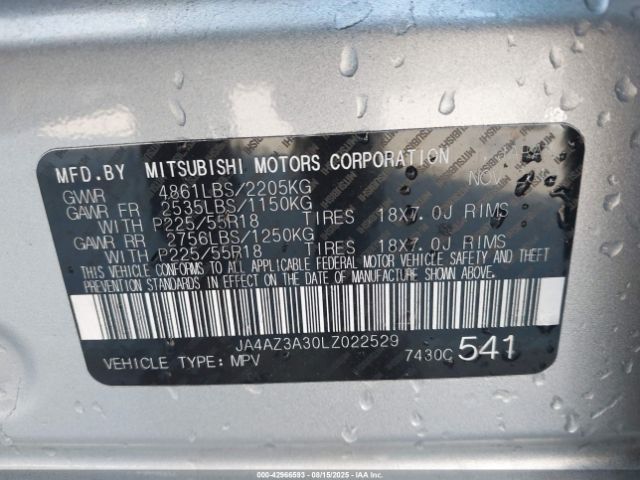 MFD.BY MITSUBISHI MOTORS CORPORATION NOV
GVWR 4861LBS/2205KG
GAWR FR 2535LBS/1150KG
WITH P225/55R18 TIRES 18X7.0J RIMS
GAWR RR 2756LBS/1250KG
WITH P225/55R18 TIRES 18X7.0J RIMS
THIS VEHICLE CONFORMS TO ALL APPLICABLE FEDERAL MOTOR VEHICLE SAFETY AND THEFT
PREVENTION STANDARDS IN EFFECT ON THE DATE OF MANUFACTURE SHOWN ABOVE.
JA4AZ3A30LZ022529
VEHICLE TYPE: MPV 7430C 541
000-42966593 - 08/15/2025 - IAAI.COM